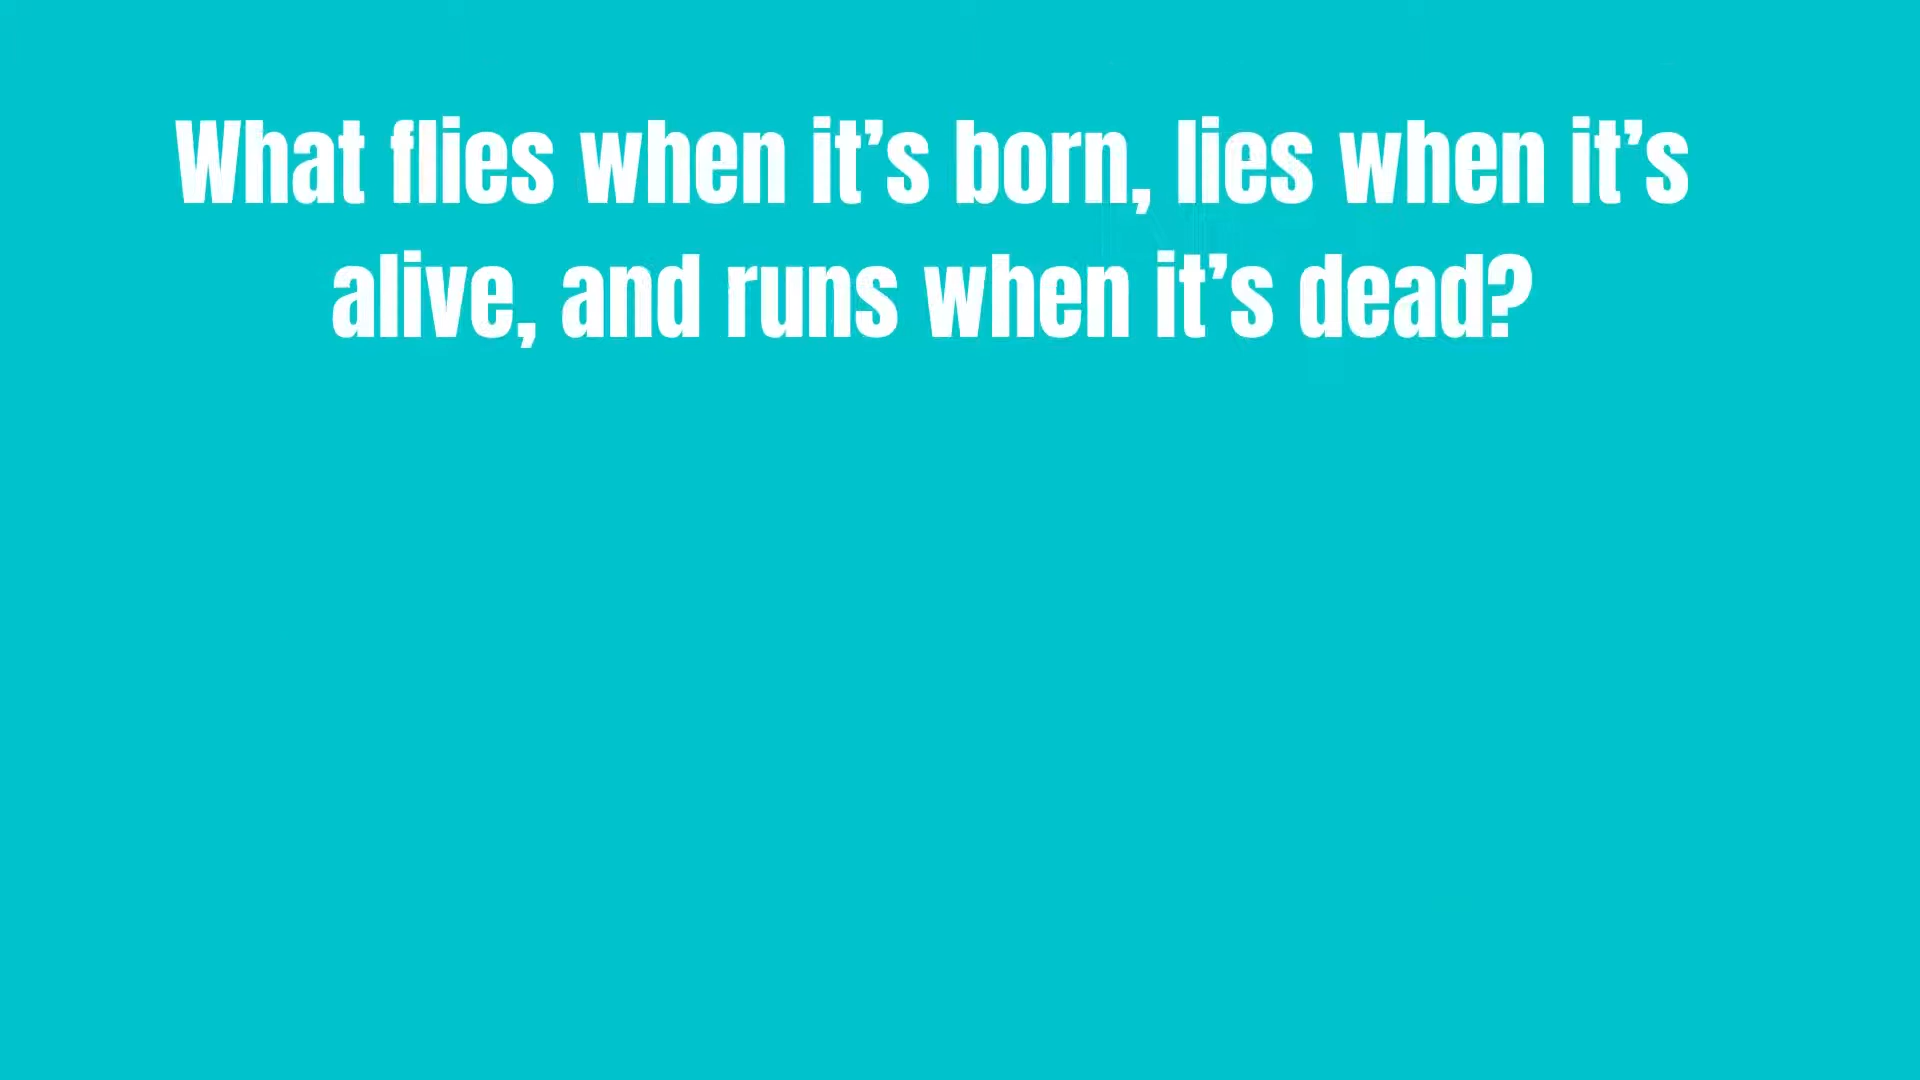 What flies when it’s born, lies when it’s
alive, and runs when it’s dead?